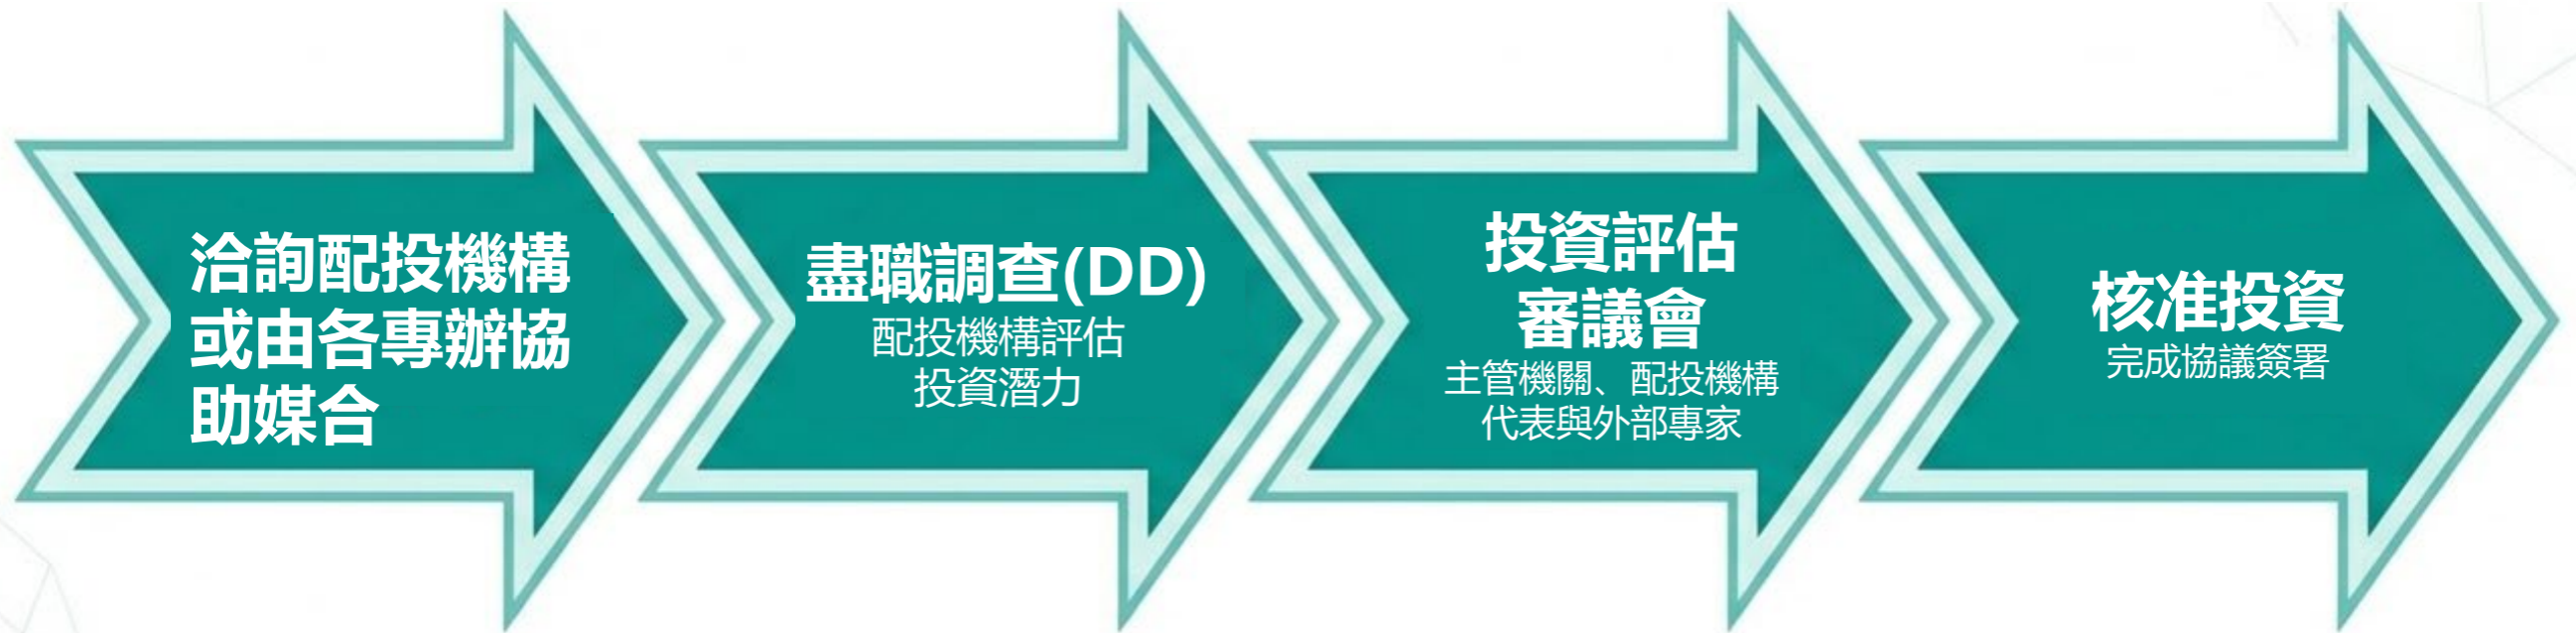 洽詢配投機構
或由各專辦協
助媒合
盡職調查(DD)
配投機構評估
投資潛力
投資評估
審議會
主管機關、配投機構
代表與外部專家
核准投資
完成協議簽署